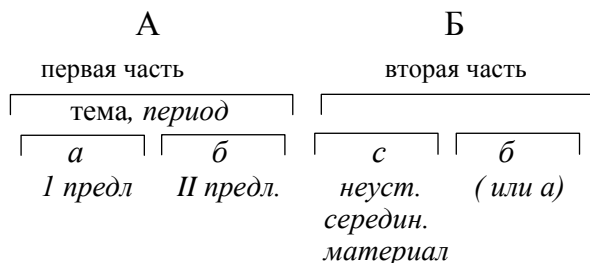 А Б
первая часть вторая часть
тема, период
а б с б
1 предл II предл. неуст. ( или а)
середин.
материал